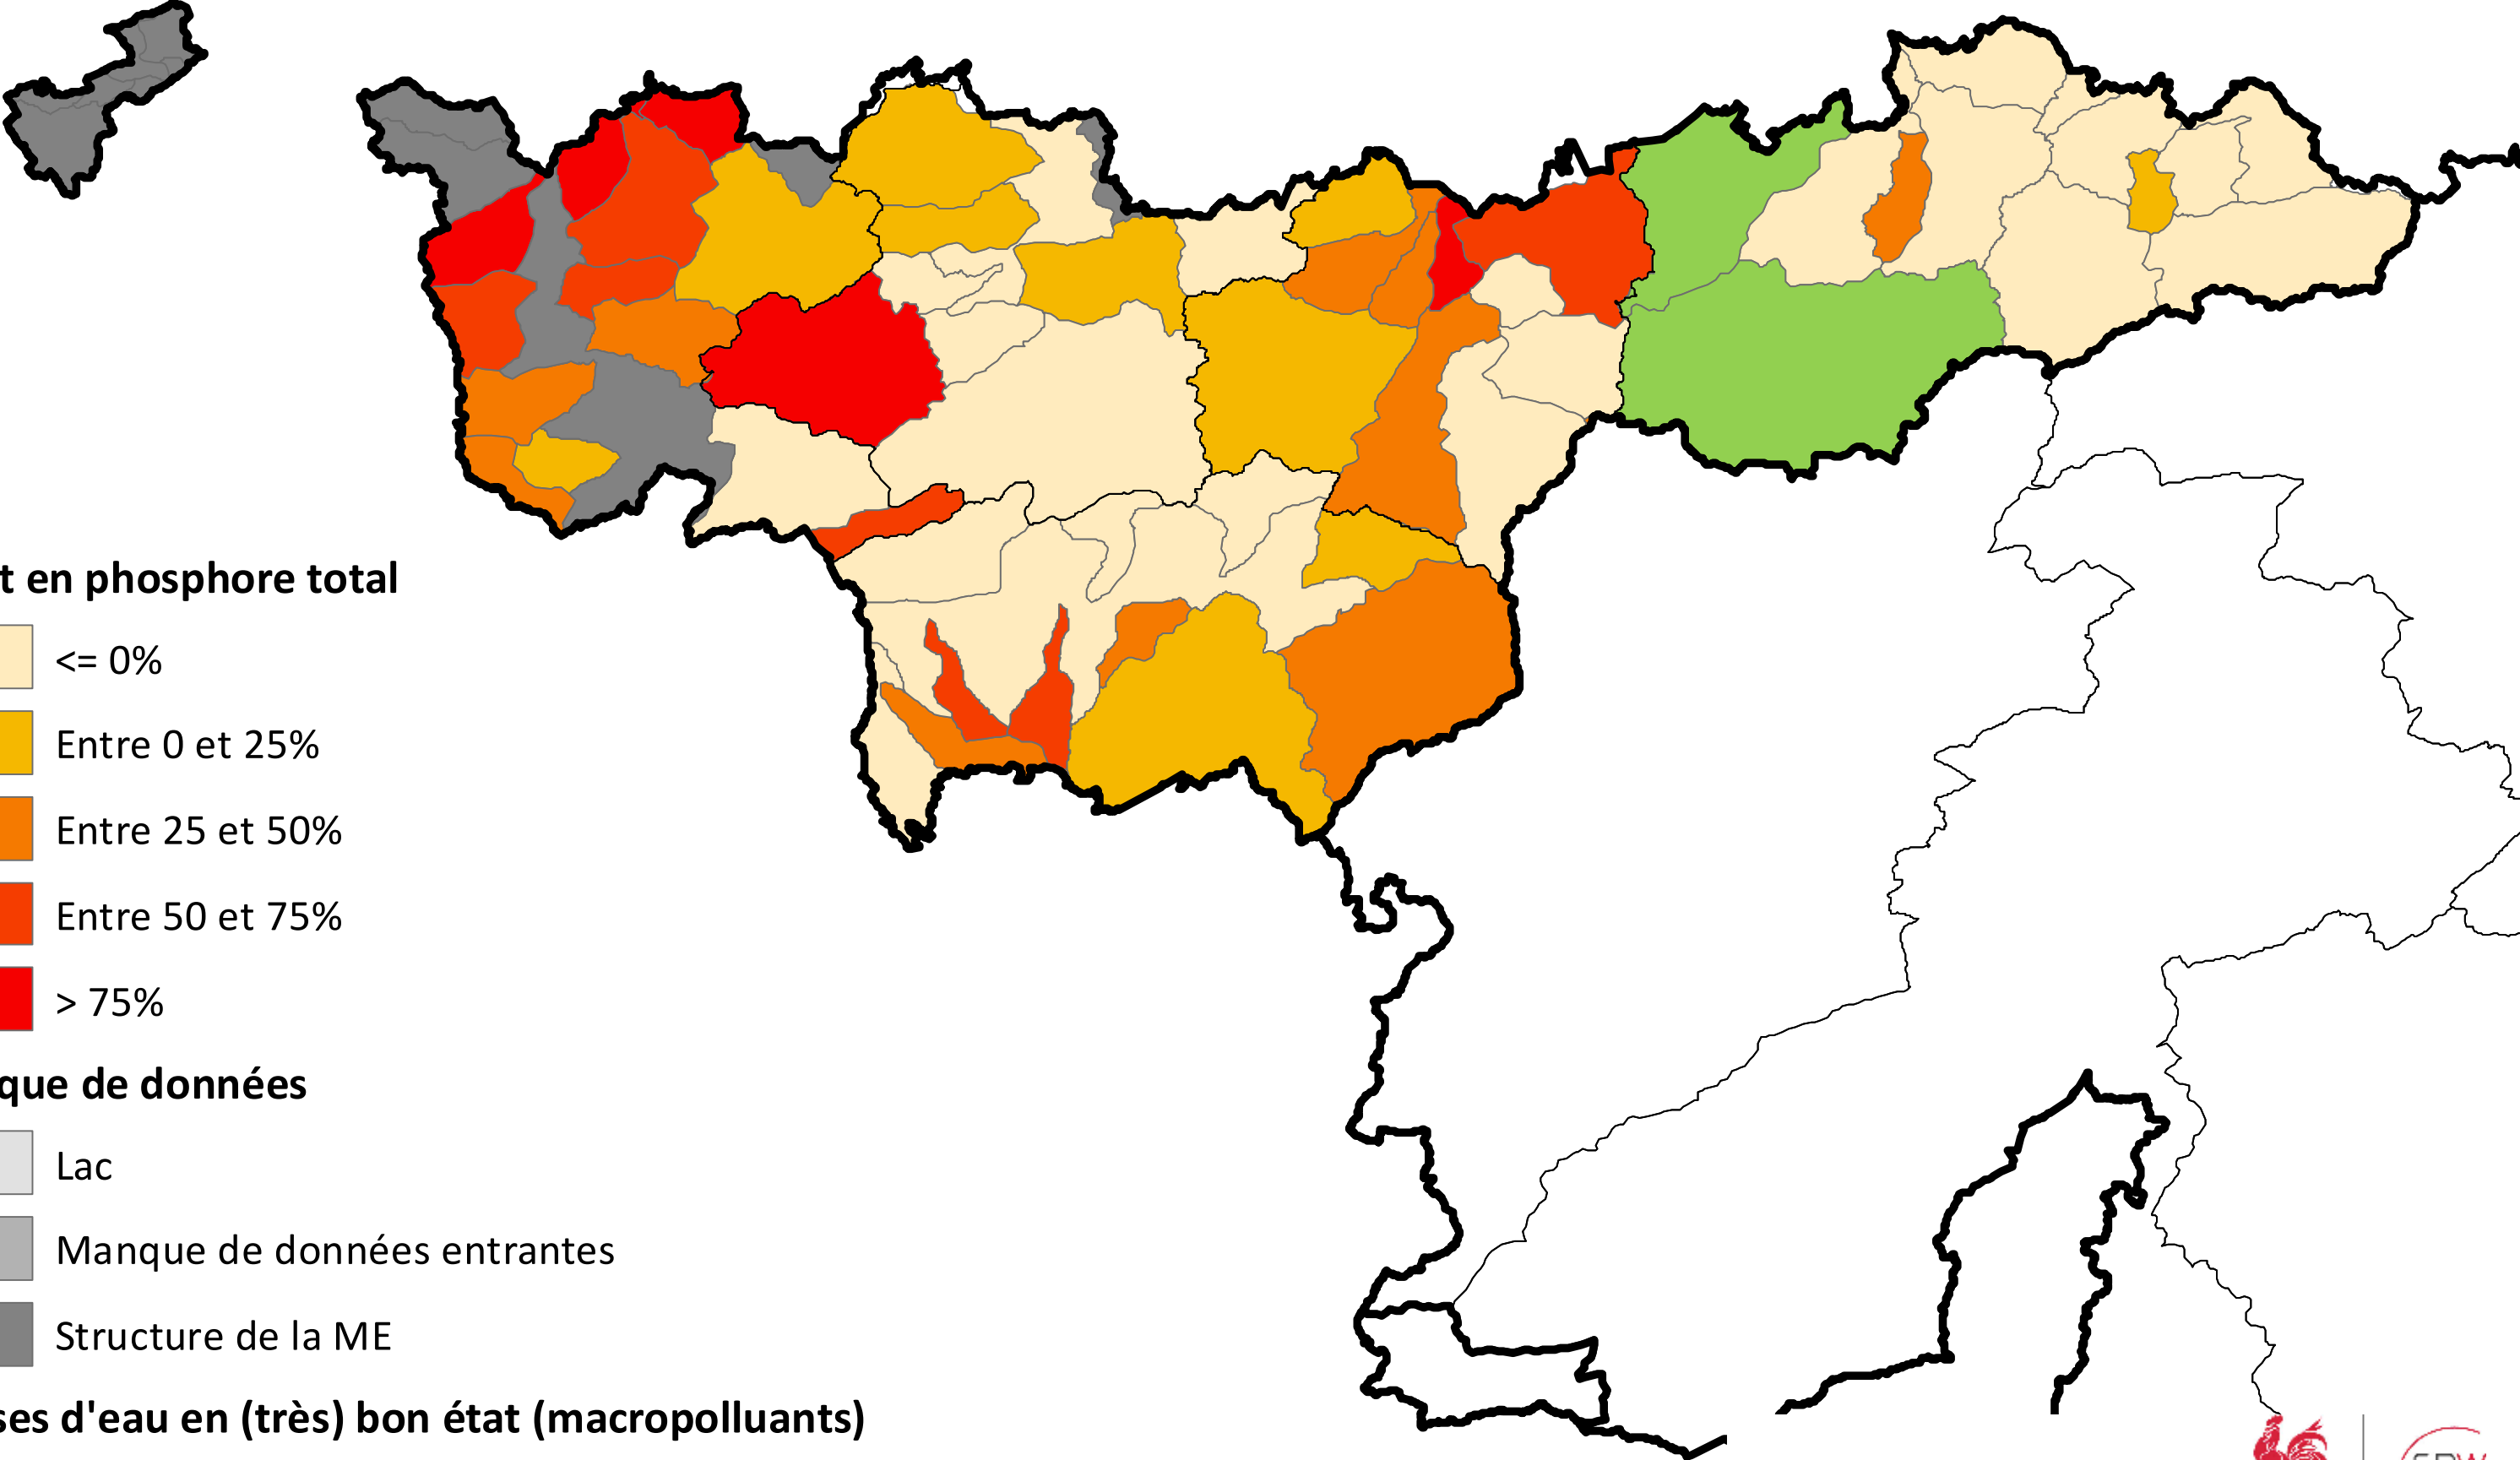 t en phosphore total
<= 0%
Entre 0 et 25%
Entre 25 et 50%
Entre 50 et 75%
> 75%
que de données
Lac
Manque de données entrantes
Structure de la ME
ses d'eau en (très) bon état (macropolluants)